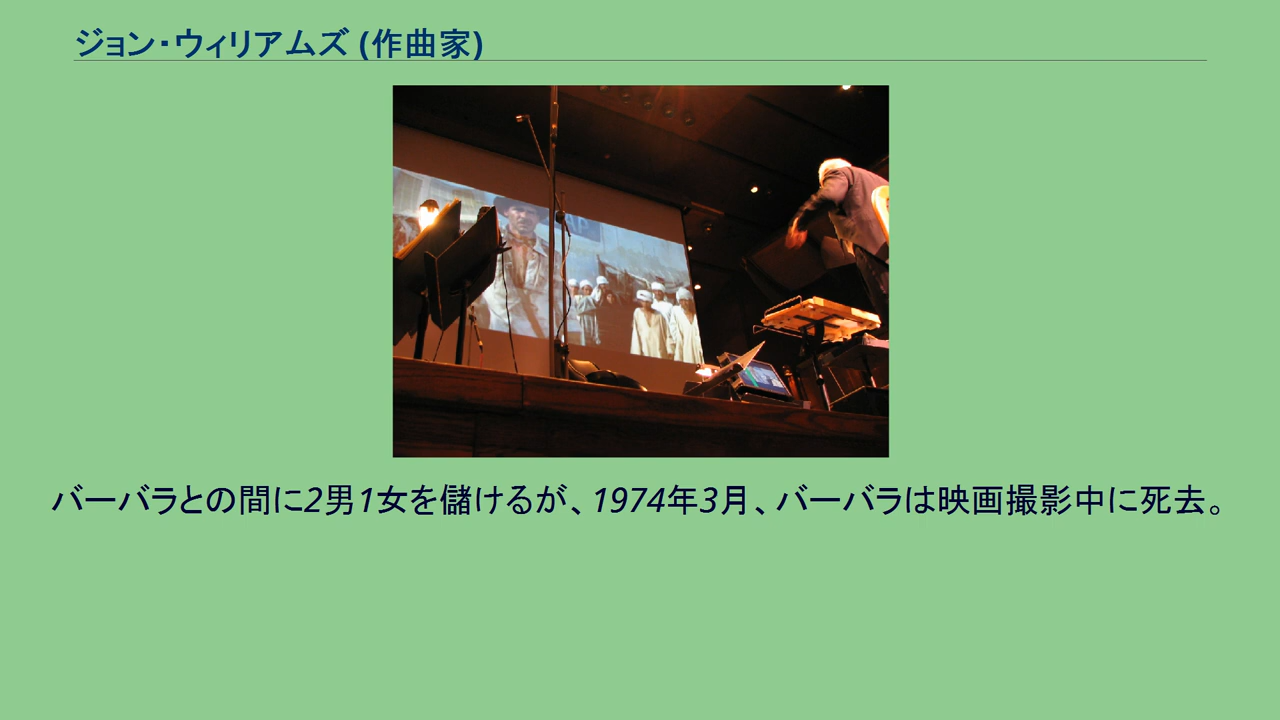 ジョン・ウィリアムズ (作曲家)
バーバラとの間に2男1女を儲けるが、1974年3月、バーバラは映画撮影中に死去。